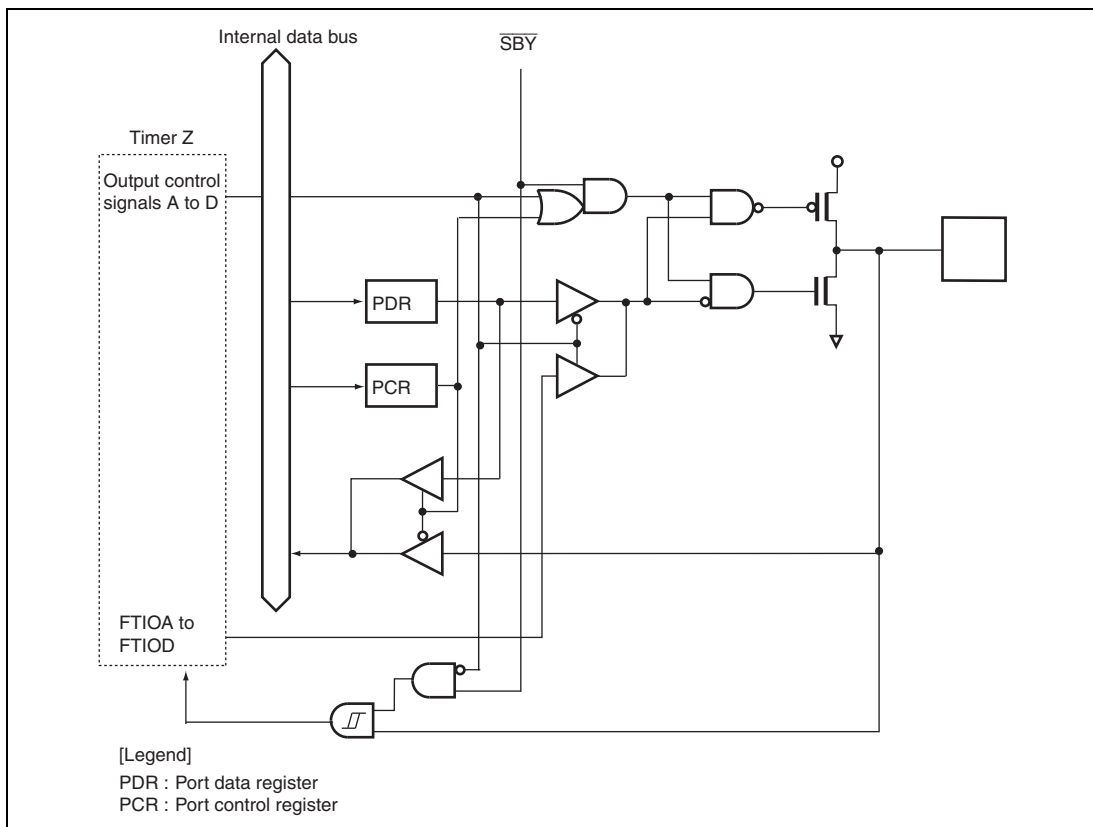 Internal data bus
SBY
Timer Z
Output control
signals A to D
PDR
PCR
FTIOA to
FTIOD
[Legend]
PDR : Port data register
PCR : Port control register